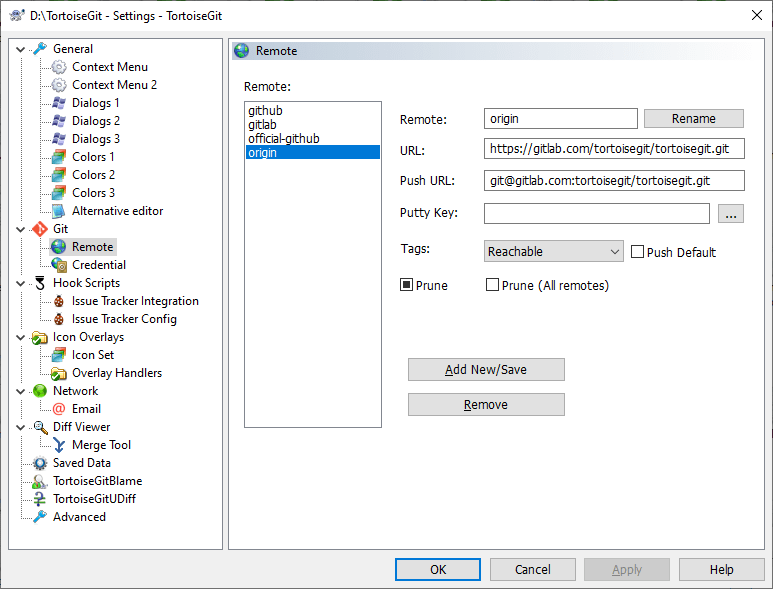 D:\TortoiseGit - Settings - TortoiseGit
General
Context Menu
Context Menu 2
Dialogs 1
Dialogs 2
Dialogs 3
Colors 1
Colors 2
Colors 3
Alternative editor
Git
Remote
Credential
Hook Scripts
Issue Tracker Integration
Issue Tracker Config
Icon Overlays
Icon Set
Overlay Handlers
Network
Email
Diff Viewer
Merge Tool
Saved Data
TortoiseGitBlame
TortoiseGitUDiff
Advanced
Remote
Remote:
github
gitlab
official-github
origin
Remote: origin Rename
URL: https://gitlab.com/tortoisegit/tortoisegit.git
Push URL: git@gitlab.com:tortoisegit/tortoisegit.git
Putty Key: ...
Tags: Reachable Push Default
Prune Prune (All remotes)
Add New/Save
Remove
OK Cancel Apply Help